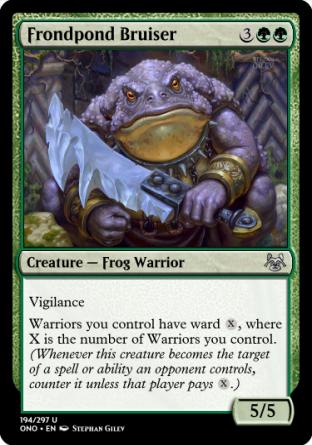 Frondpond Bruiser 3
Creature — Frog Warrior
Vigilance
Warriors you control have ward X, where
X is the number of Warriors you control.
(Whenever this creature becomes the target
of a spell or ability an opponent controls,
counter it unless that player pays X.)
5/5
194/297 U
ONO • EN Stephan Gilev